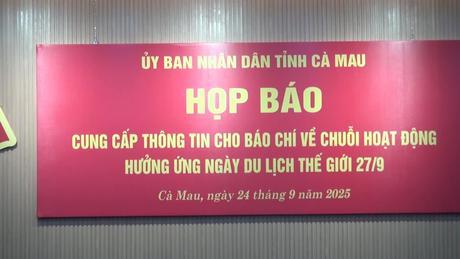 ỦY BAN NHÂN DÂN TỈNH CÀ MAU
HỌP BÁO
CUNG CẤP THÔNG TIN CHO BÁO CHÍ VỀ CHUỖI HOẠT ĐỘNG
HƯỞNG ỨNG NGÀY DU LỊCH THẾ GIỚI 27/9
Cà Mau, ngày 24 tháng 9 năm 2025